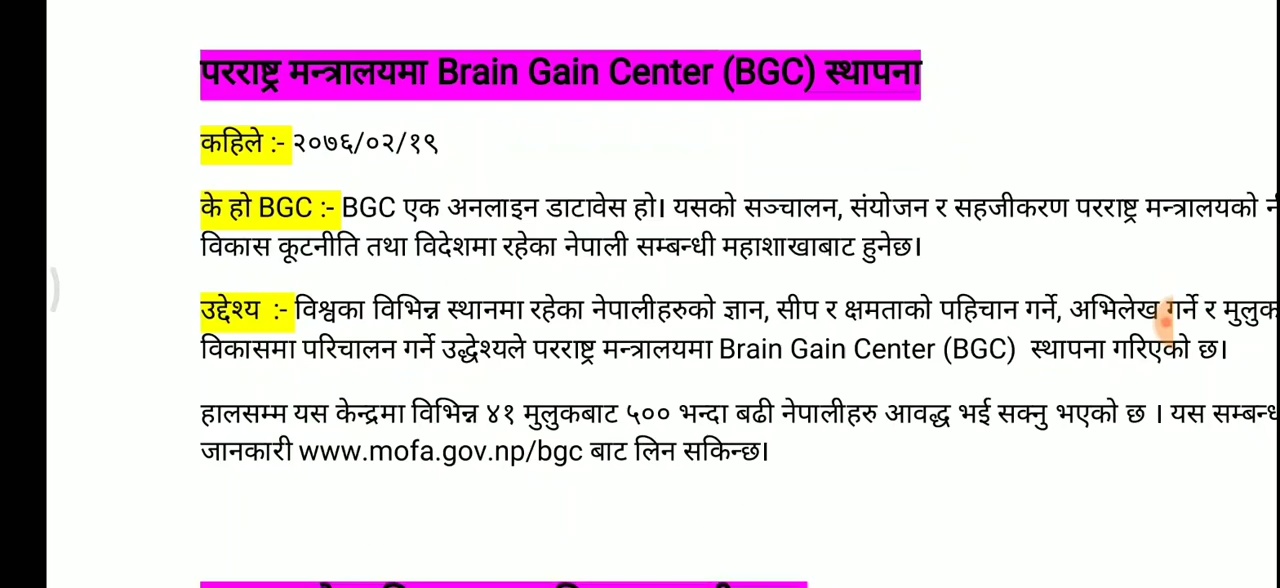 परराष्ट्र मन्त्रालयमा Brain Gain Center (BGC) स्थापना
कहिले :- २०७६/०२/१९
के हो BGC :- BGC एक अनलाइन डाटावेस हो। यसको सञ्चालन, संयोजन र सहजीकरण परराष्ट्र मन्त्रालयको
विकास कूटनीति तथा विदेशमा रहेका नेपाली सम्बन्धी महाशाखाबाट हुनेछ।
उद्देश्य :- विश्वका विभिन्न स्थानमा रहेका नेपालीहरुको ज्ञान, सीप र क्षमताको पहिचान गर्ने, अभिलेख गर्ने र
विकासमा परिचालन गर्ने उद्धेश्यले परराष्ट्र मन्त्रालयमा Brain Gain Center (BGC) स्थापना गरिएको छ।
हालसम्म यस केन्द्रमा विभिन्न ४१ मुलुकबाट ५०० भन्दा बढी नेपालीहरु आवद्ध भई सक्नु भएको छ । यस
जानकारी www.mofa.gov.np/bgc बाट लिन सकिन्छ।